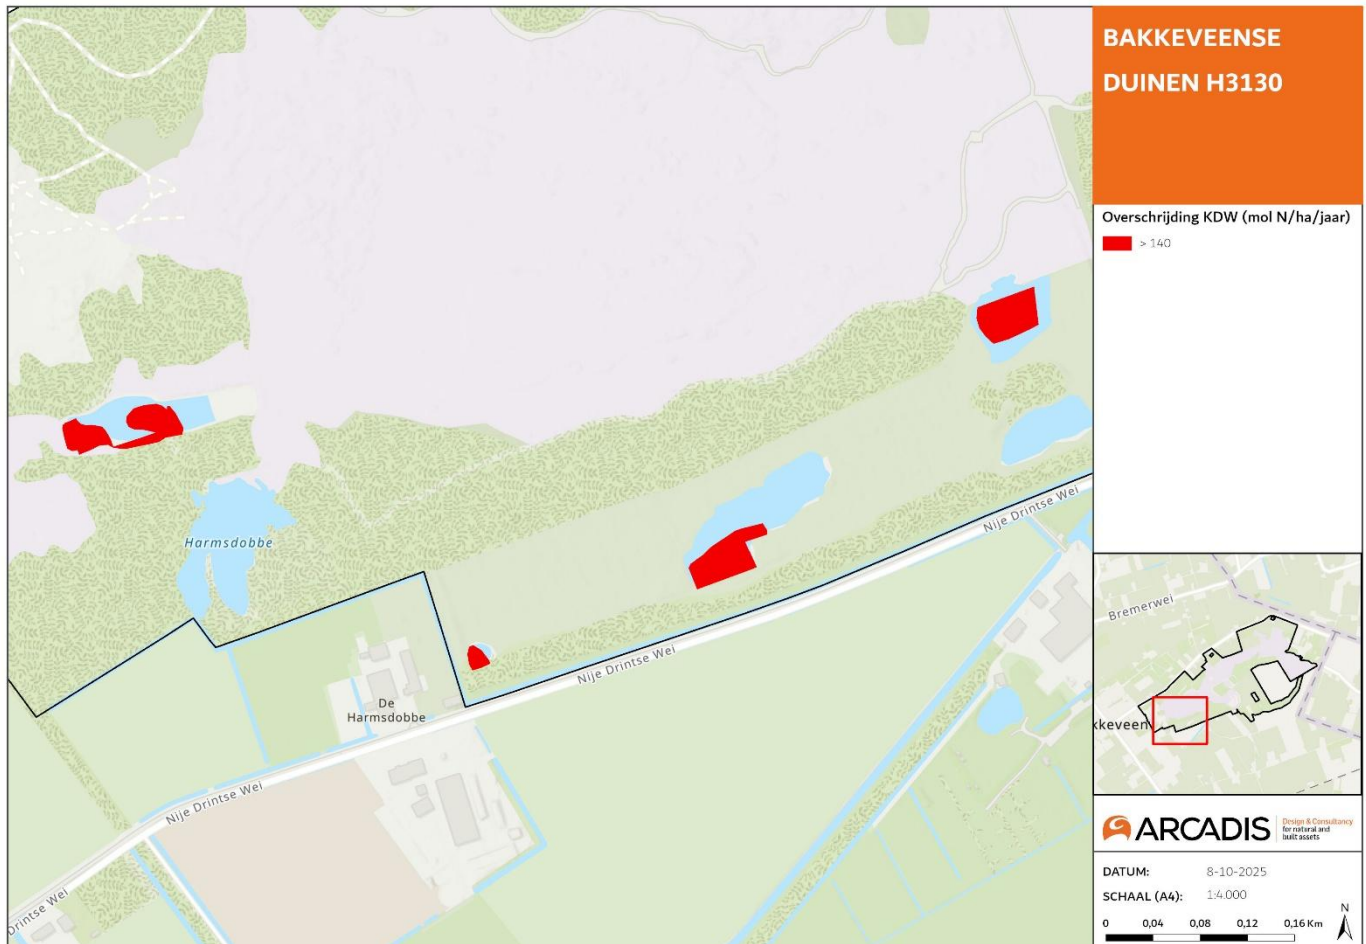 BAKKEVEENSE
DUINEN H3130
Overschrijding KDW (mol N/ha/jaar)
> 140
Harmsdobbe
Nije Drintse Wei
Nije Drintse Wei
De
Harmsdobbe
Nije Drintse Wei
Drintse Wei
Bremerwei
kkeveen
ARCADIS
Design & Consultancy
for natural and
built assets
DATUM: 8-10-2025
SCHAAL (A4): 1:4.000
0 0,04 0,08 0,12 0,16 Km
N